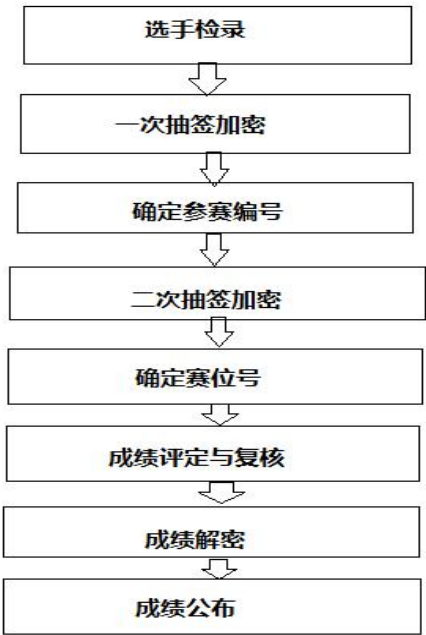 选手检录
一次抽签加密
确定参赛编号
二次抽签加密
确定赛位号
成绩评定与复核
成绩解密
成绩公布